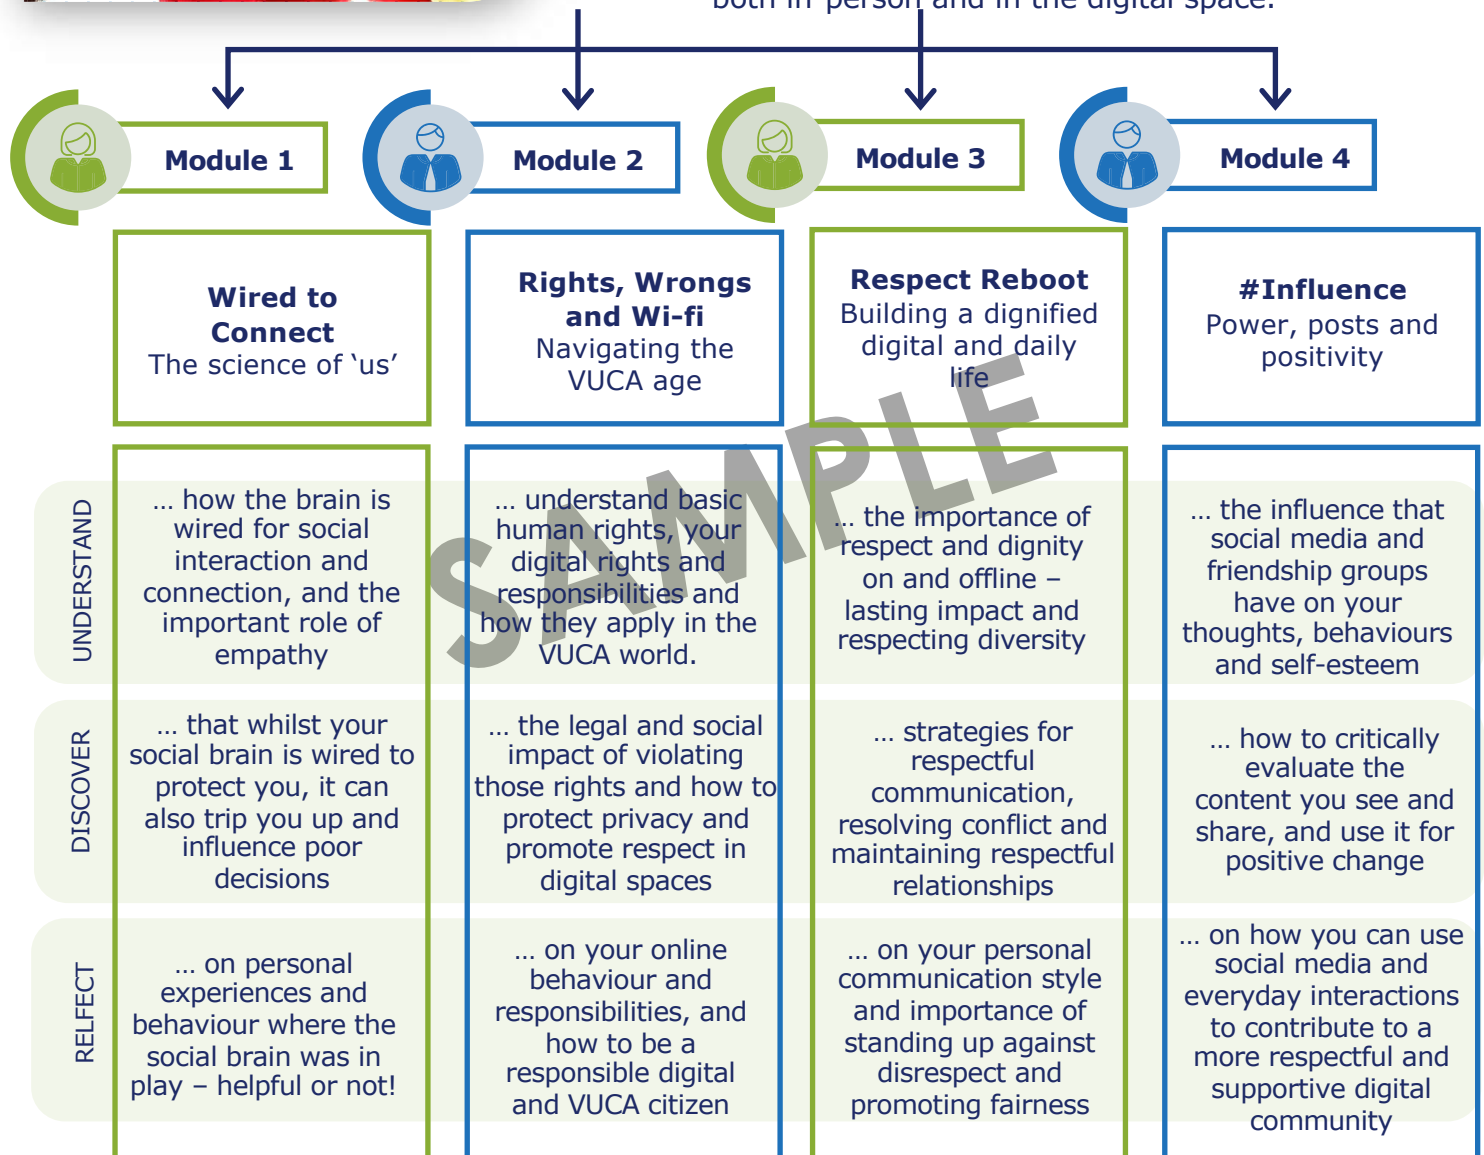 both in-person and in the digital space.
Module 1
Module 2
Module 3
Module 4
Wired to
Connect
The science of ‘us’
Rights, Wrongs
and Wi-fi
Navigating the
VUCA age
Respect Reboot
Building a dignified
digital and daily
life
#Influence
Power, posts and
positivity
SAMPLE
UNDERSTAND
… how the brain is
wired for social
interaction and
connection, and the
important role of
empathy
… understand basic
human rights, your
digital rights and
responsibilities and
how they apply in the
VUCA world.
… the importance of
respect and dignity
on and offline –
lasting impact and
respecting diversity
… the influence that
social media and
friendship groups
have on your
thoughts, behaviours
and self-esteem
DISCOVER
… that whilst your
social brain is wired to
protect you, it can
also trip you up and
influence poor
decisions
… the legal and social
impact of violating
those rights and how to
protect privacy and
promote respect in
digital spaces
… strategies for
respectful
communication,
resolving conflict and
maintaining respectful
relationships
… how to critically
evaluate the
content you see and
share, and use it for
positive change
RELFECT
… on personal
experiences and
behaviour where the
social brain was in
play – helpful or not!
… on your online
behaviour and
responsibilities, and
how to be a
responsible digital
and VUCA citizen
… on your personal
communication style
and importance of
standing up against
disrespect and
promoting fairness
… on how you can use
social media and
everyday interactions
to contribute to a
more respectful and
supportive digital
community